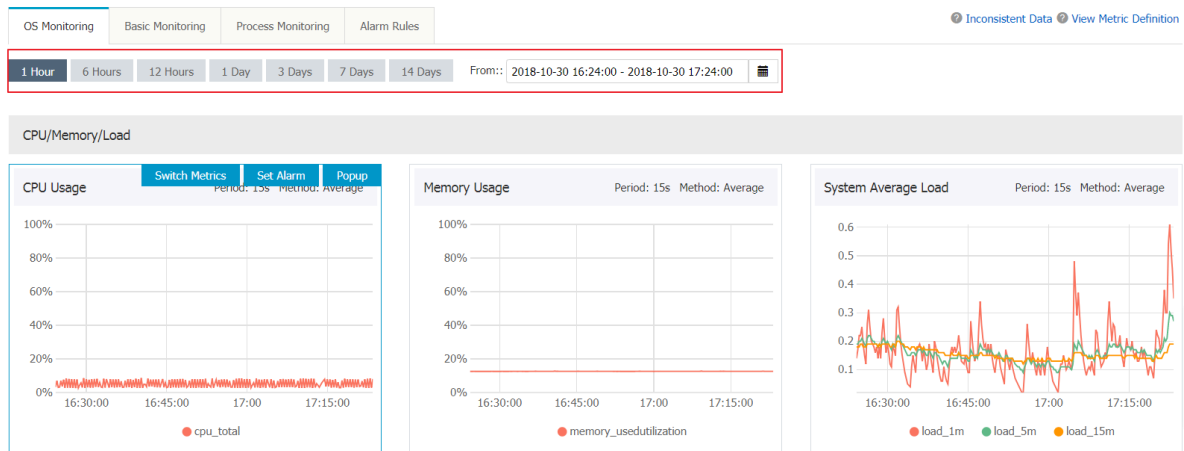 OS Monitoring Basic Monitoring Process Monitoring Alarm Rules ? Inconsistent Data ? View Metric Definition
1 Hour 6 Hours 12 Hours 1 Day 3 Days 7 Days 14 Days From:: 2018-10-30 16:24:00 - 2018-10-30 17:24:00
CPU/Memory/Load
Switch Metrics Set Alarm Popup
CPU Usage Period: 15s Method: Average
100%
80%
60%
40%
20%
0%
16:30:00 16:45:00 17:00 17:15:00
cpu_total
Memory Usage Period: 15s Method: Average
100%
80%
60%
40%
20%
0%
16:30:00 16:45:00 17:00 17:15:00
memory_usedutilization
System Average Load Period: 15s Method: Average
0.6
0.5
0.4
0.3
0.2
0.1
16:30:00 16:45:00 17:00 17:15:00
load_1m load_5m load_15m